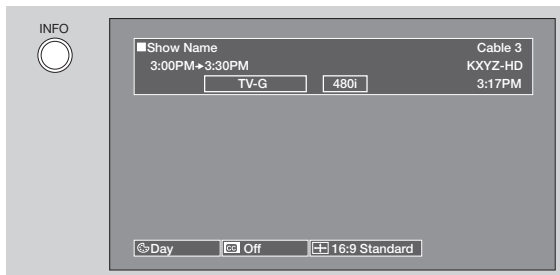 INFO
■Show Name Cable 3
3:00PM➔3:30PM KXYZ-HD
TV-G 480i 3:17PM
Day CC Off 16:9 Standard